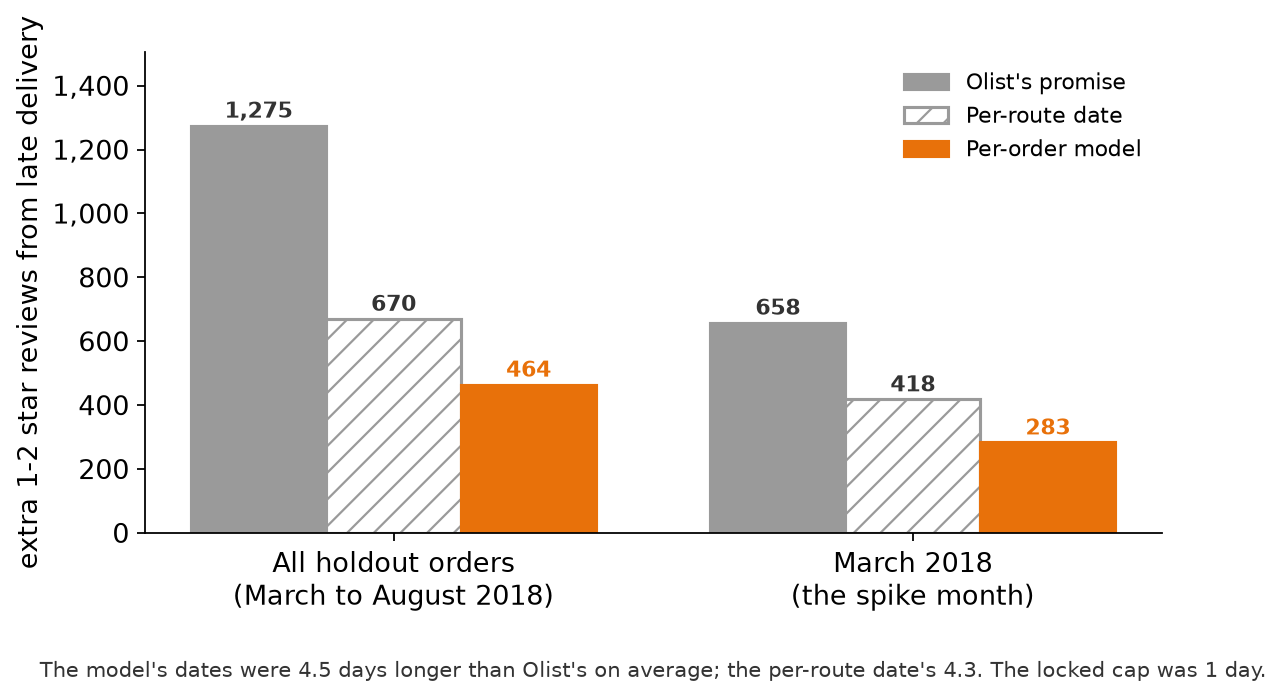 extra 1-2 star reviews from late delivery
1,400
1,200
1,000
800
600
400
200
0
1,275
670
464
658
418
283
Olist's promise
Per-route date
Per-order model
All holdout orders
(March to August 2018)
March 2018
(the spike month)
The model's dates were 4.5 days longer than Olist's on average; the per-route date's 4.3. The locked cap was 1 day.